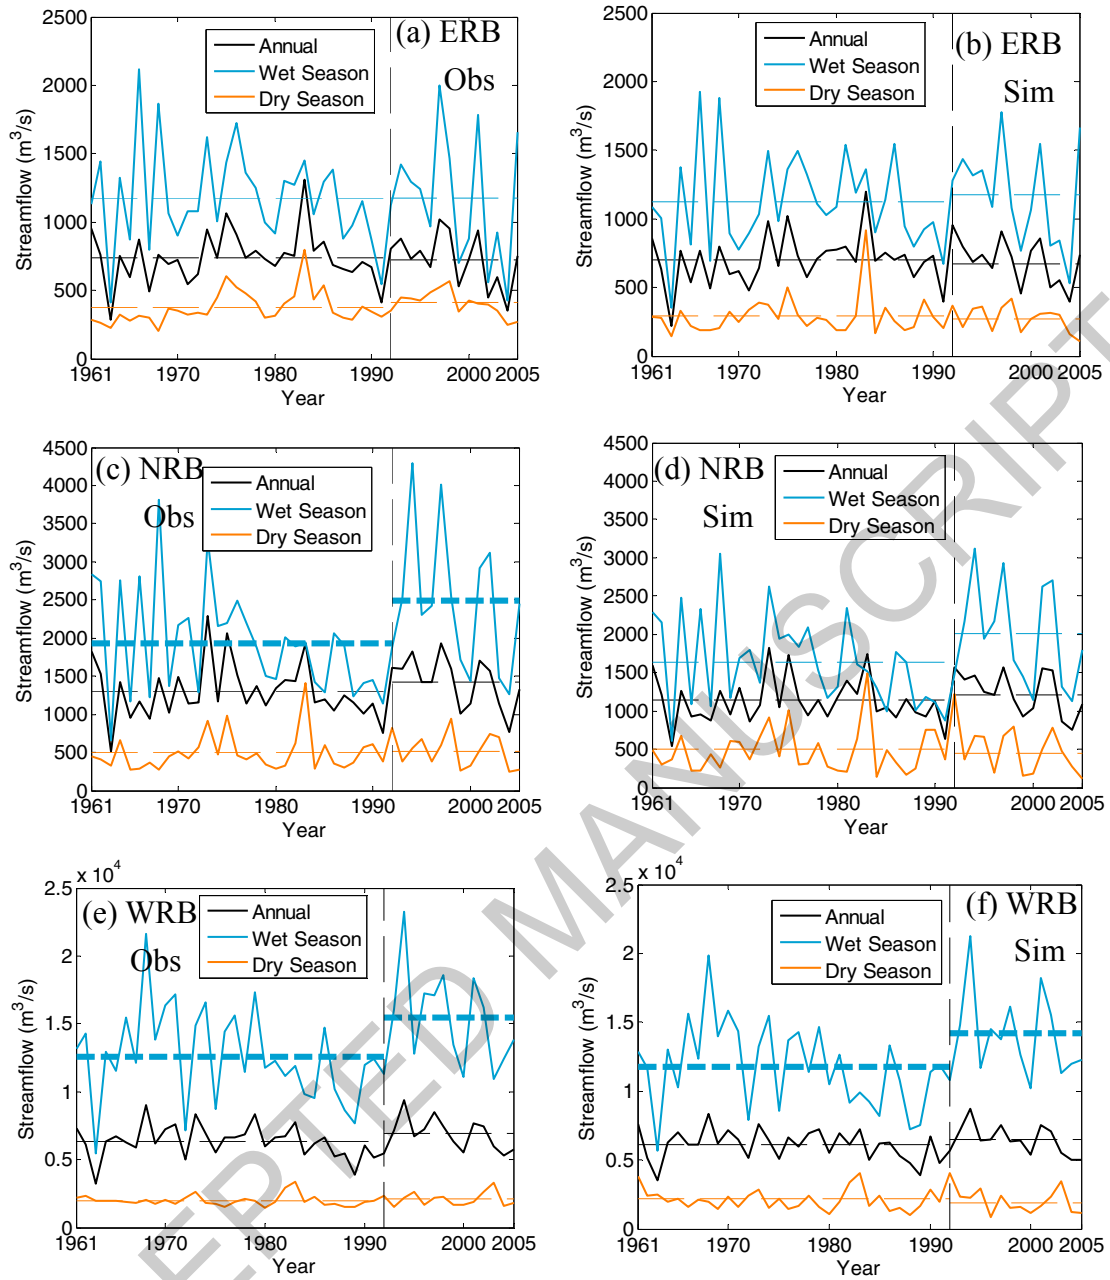 (a) ERB
Obs
Annual
Wet Season
Dry Season
2500
2000
1500
1000
500
0
Streamflow (m³/s)
1961 1970 1980 1990 2000 2005
Year
(b) ERB
Sim
Annual
Wet Season
Dry Season
2500
2000
1500
1000
500
0
Streamflow (m³/s)
1961 1970 1980 1990 2000 2005
Year
(c) NRB
Obs
Annual
Wet Season
Dry Season
4500
4000
3500
3000
2500
2000
1500
1000
500
0
Streamflow (m³/s)
1961 1970 1980 1990 2000 2005
Year
(d) NRB
Sim
Annual
Wet Season
Dry Season
4500
4000
3500
3000
2500
2000
1500
1000
500
0
Streamflow (m³/s)
1961 1970 1980 1990 2000 2005
Year
x 10⁴
(e) WRB
Obs
Annual
Wet Season
Dry Season
2.5
2
1.5
1
0.5
0
Streamflow (m³/s)
1961 1970 1980 1990 2000 2005
Year
x 10⁴
(f) WRB
Sim
Annual
Wet Season
Dry Season
2.5
2
1.5
1
0.5
0
Streamflow (m³/s)
1961 1970 1980 1990 2000 2005
Year
EPTED MANUSCRIPT